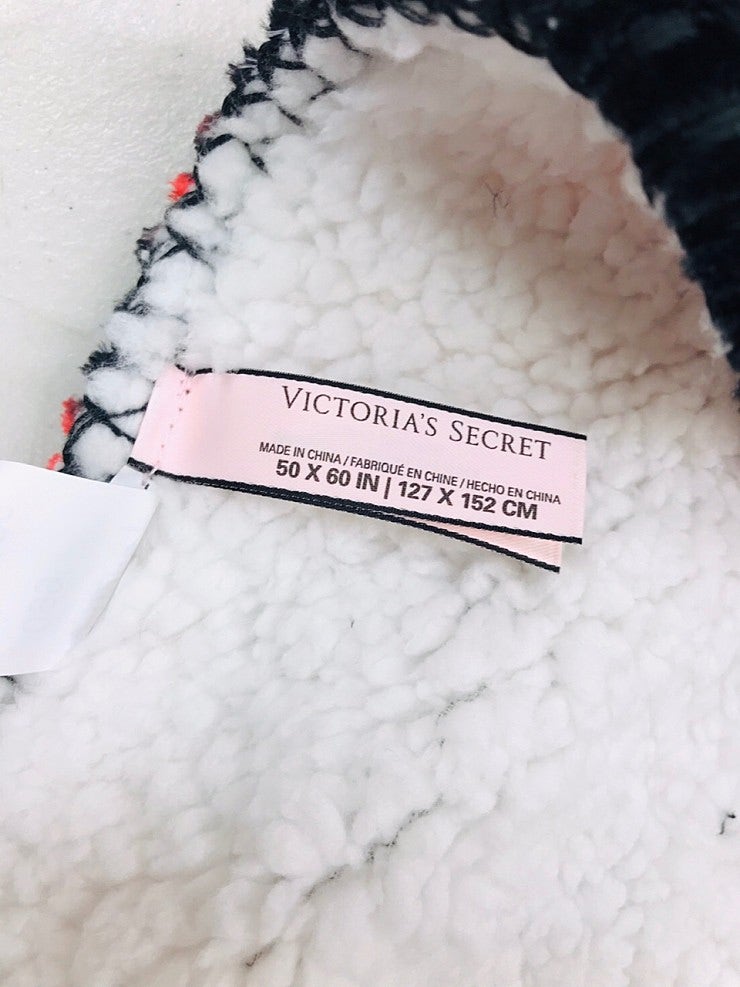 VICTORIA'S SECRET
MADE IN CHINA / FABRIQUÉ EN CHINE / HECHO EN CHINA
50 X 60 IN | 127 X 152 CM